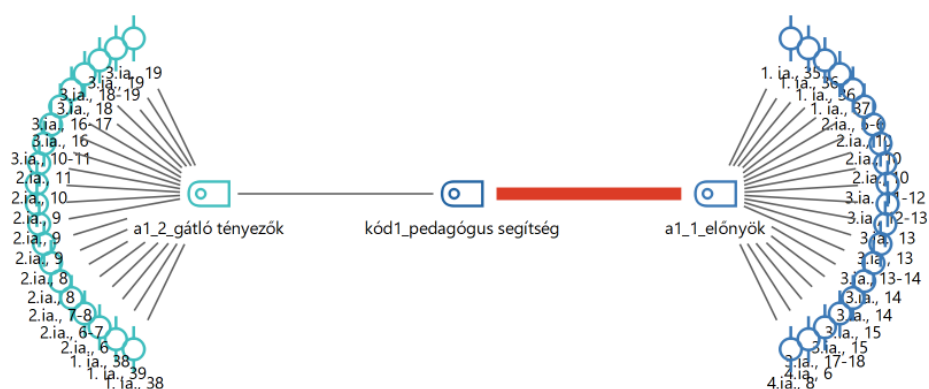 3.ia., 19
3.ia., 19
3.ia., 18-19
3.ia., 18
3.ia., 16-17
3.ia., 16
3.ia., 10-11
2.ia., 11
2.ia., 10
2.ia., 9
2.ia., 9
2.ia., 9
2.ia., 8
2.ia., 8
2.ia., 7-8
2.ia., 6-7
2.ia., 6
1. ia., 38
1. ia., 39
1. ia., 38
a1_2_gátló tényezők
kód1_pedagógus segítség
a1_1_előnyök
1. ia., 35
1. ia., 36
1. ia., 36
1. ia., 37
2.ia., 10
2.ia., 10
2.ia., 10
3.ia., 11-12
3.ia., 12-13
3.ia., 13
3.ia., 13
3.ia., 13-14
3.ia., 14
3.ia., 14
3.ia., 15
3.ia., 15
3.ia., 17-18
4.ia., 6
4.ia., 8